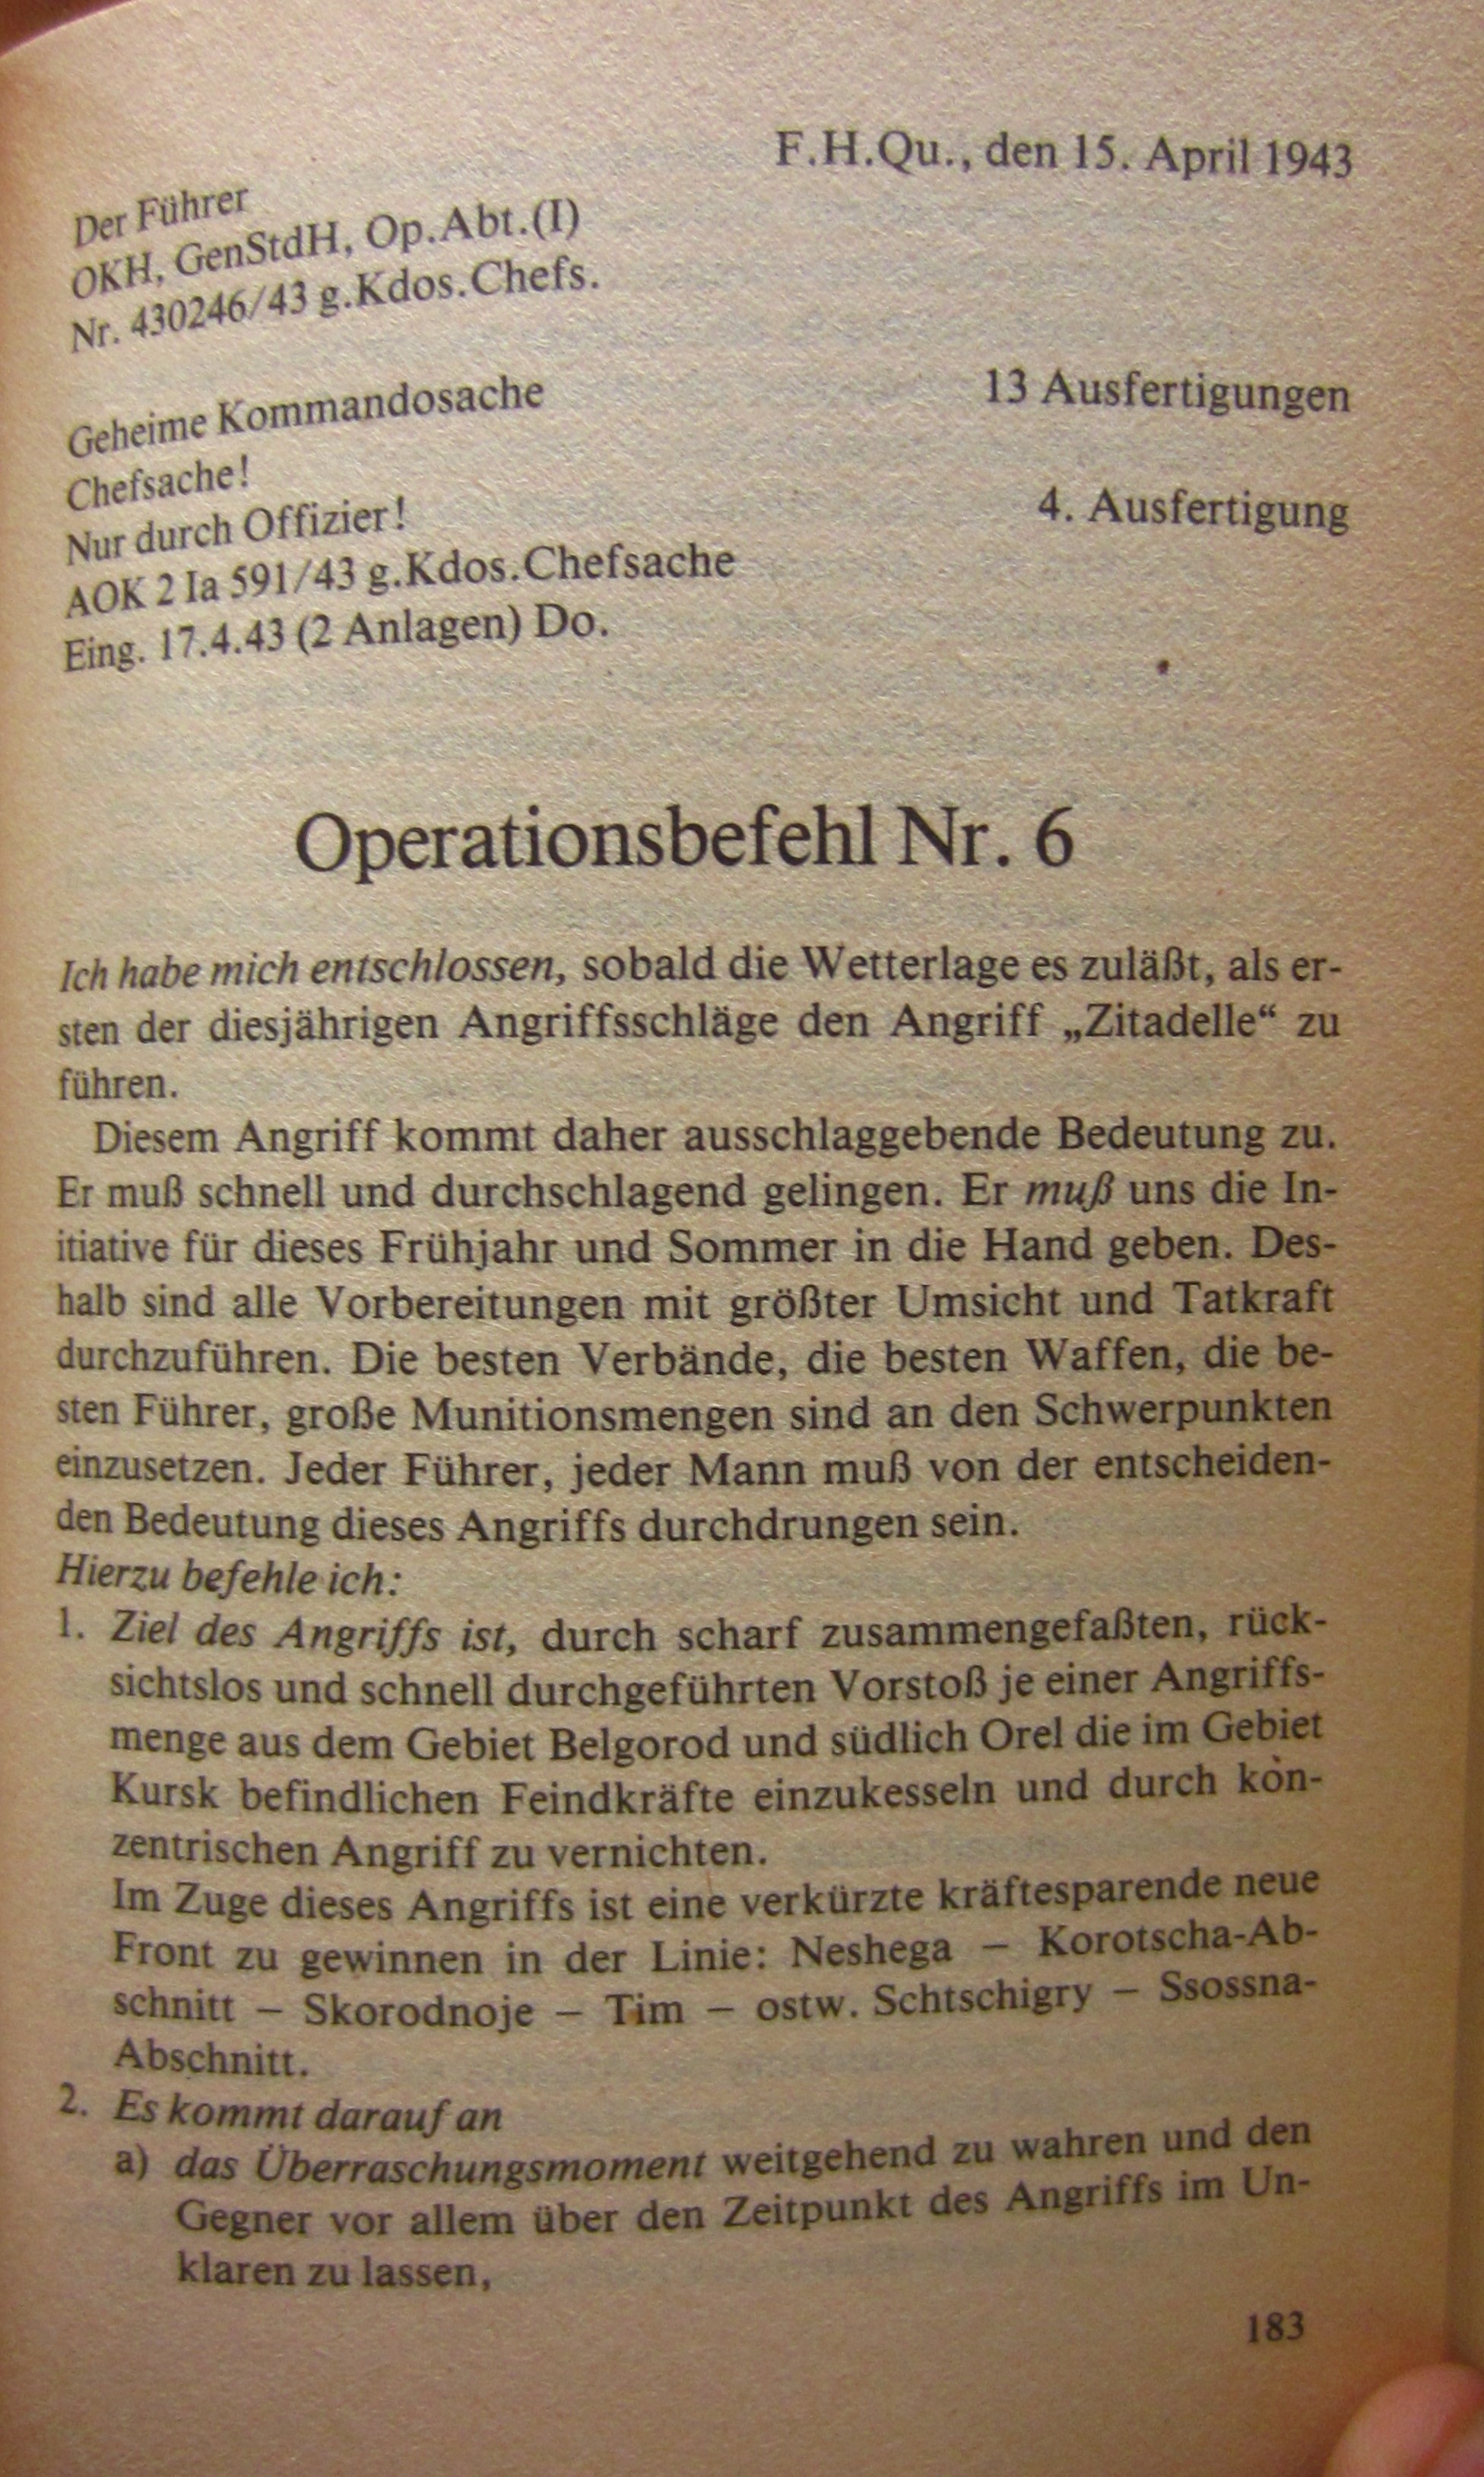 F.H.Qu., den 15. April 1943
Der Führer
OKH, GenStdH, Op.Abt.(I)
Nr. 430246/43 g.Kdos.Chefs.
Geheime Kommandosache
13 Ausfertigungen
Chefsache!
Nur durch Offizier!
4. Ausfertigung
AOK 2 Ia 591/43 g.Kdos.Chefsache
Eing. 17.4.43 (2 Anlagen) Do.
Operationsbefehl Nr. 6
Ich habe mich entschlossen, sobald die Wetterlage es zuläßt, als er-
sten der diesjährigen Angriffsschläge den Angriff „Zitadelle“ zu
führen.
Diesem Angriff kommt daher ausschlaggebende Bedeutung zu.
Er muß schnell und durchschlagend gelingen. Er muß uns die In-
itiative für dieses Frühjahr und Sommer in die Hand geben. Des-
halb sind alle Vorbereitungen mit größter Umsicht und Tatkraft
durchzuführen. Die besten Verbände, die besten Waffen, die be-
sten Führer, große Munitionsmengen sind an den Schwerpunkten
einzusetzen. Jeder Führer, jeder Mann muß von der entscheiden-
den Bedeutung dieses Angriffs durchdrungen sein.
Hierzu befehle ich:
1. Ziel des Angriffs ist, durch scharf zusammengefaßten, rück-
sichtslos und schnell durchgeführten Vorstoß je einer Angriffs-
menge aus dem Gebiet Belgorod und südlich Orel die im Gebiet
Kursk befindlichen Feindkräfte einzukesseln und durch kon-
zentrischen Angriff zu vernichten.
Im Zuge dieses Angriffs ist eine verkürzte kräftesparende neue
Front zu gewinnen in der Linie: Neshega – Korotscha-Ab-
schnitt – Skorodnoje – Tim – ostw. Schtschigry – Ssossna-
Abschnitt.
2. Es kommt darauf an
a) das Überraschungsmoment weitgehend zu wahren und den
Gegner vor allem über den Zeitpunkt des Angriffs im Un-
klaren zu lassen,
183